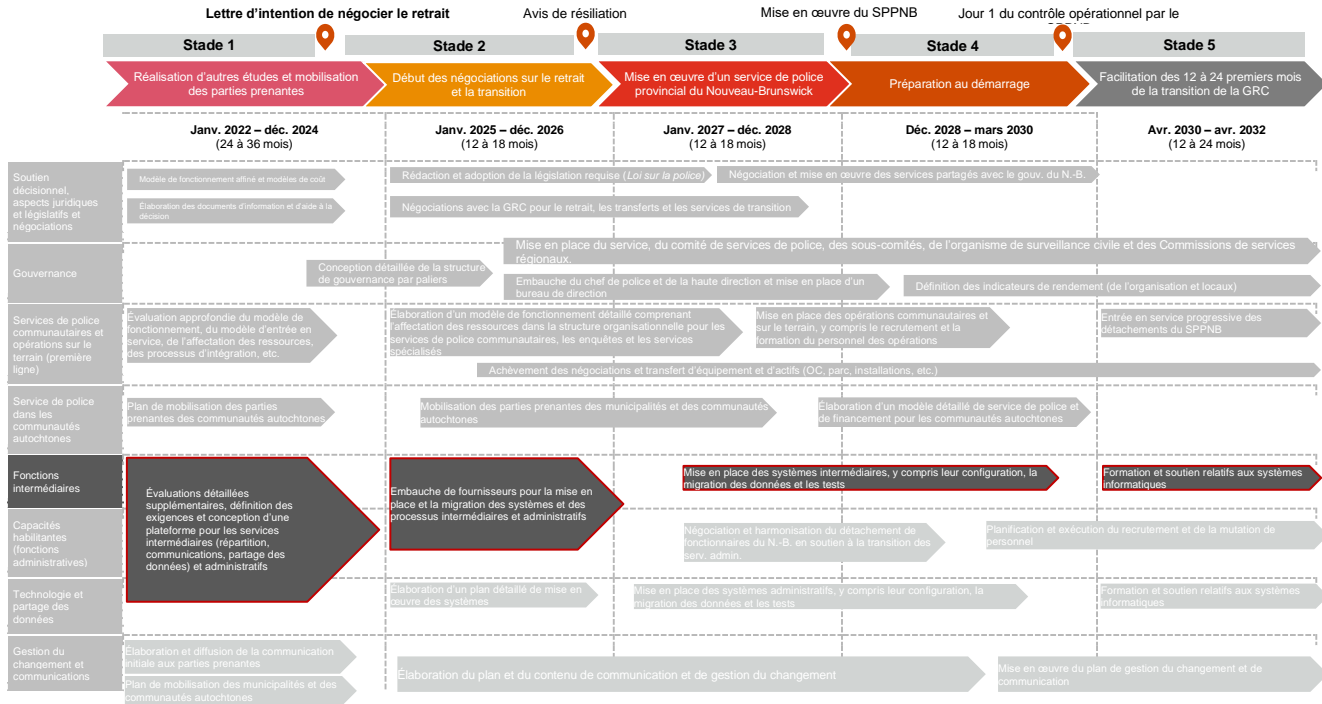 Lettre d'intention de négocier le retrait
Avis de résiliation
Mise en œuvre du SPPNB
Jour 1 du contrôle opérationnel par le
Stade 1
Stade 2
Stade 3
Stade 4
Stade 5
Réalisation d'autres études et mobilisation
des parties prenantes
Début des négociations sur le retrait
et la transition
Mise en œuvre d'un service de police
provincial du Nouveau-Brunswick
Préparation au démarrage
Facilitation des 12 à 24 premiers mois
de la transition de la GRC
Janv. 2022 – déc. 2024
(24 à 36 mois)
Janv. 2025 – déc. 2026
(12 à 18 mois)
Janv. 2027 – déc. 2028
(12 à 18 mois)
Déc. 2028 – mars 2030
(12 à 18 mois)
Avr. 2030 – avr. 2032
(12 à 24 mois)
Soutien
décisionnel,
aspects juridiques
et législatifs et
négociations
Modèle de fonctionnement affiné et modèles de coût
Élaboration des documents d'information et d'aide à la
décision
Rédaction et adoption de la législation requise (Loi sur la police)
Négociation et mise en œuvre des services partagés avec le gouv. du N.-B.
Négociations avec la GRC pour le retrait, les transferts et les services de transition
Gouvernance
Conception détaillée de la structure
de gouvernance par paliers
Mise en place du service, du comité de services de police, des sous-comités, de l'organisme de surveillance civile et des Commissions de services
régionaux.
Embauche du chef de police et de la haute direction et mise en place d'un
bureau de direction
Définition des indicateurs de rendement (de l'organisation et locaux)
Services de police
communautaires et
opérations sur le
terrain (première
ligne)
Évaluation approfondie du modèle de
fonctionnement, du modèle d'entrée en
service, de l'affectation des ressources,
des processus d'intégration, etc.
Élaboration d'un modèle de fonctionnement détaillé comprenant
l'affectation des ressources dans la structure organisationnelle pour les
services de police communautaires, les enquêtes et les services
spécialisés
Mise en place des opérations communautaires et
sur le terrain, y compris le recrutement et la
formation du personnel des opérations
Entrée en service progressive des
détachements du SPPNB
Achèvement des négociations et transfert d'équipement et d'actifs (OC, parc, installations, etc.)
Service de police
dans les
communautés
autochtones
Plan de mobilisation des parties
prenantes des communautés autochtones
Mobilisation des parties prenantes des municipalités et des communautés
autochtones
Élaboration d'un modèle détaillé de service de police et
de financement pour les communautés autochtones
Fonctions
intermédiaires
Évaluations détaillées
supplémentaires, définition des
exigences et conception d'une
plateforme pour les services
intermédiaires (répartition,
communications, partage des
données) et administratifs
Embauche de fournisseurs pour la mise en
place et la migration des systèmes et des
processus intermédiaires et administratifs
Mise en place des systèmes intermédiaires, y compris leur configuration, la
migration des données et les tests
Formation et soutien relatifs aux systèmes
informatiques
Capacités
habilitantes
(fonctions
administratives)
Négociation et harmonisation du détachement de
fonctionnaires du N.-B. en soutien à la transition des
serv. admin.
Planification et exécution du recrutement et de la mutation de
personnel
Technologie et
partage des
données
Élaboration d'un plan détaillé de mise en
œuvre des systèmes
Mise en place des systèmes administratifs, y compris leur configuration, la
migration des données et les tests
Formation et soutien relatifs aux systèmes
informatiques
Gestion du
changement et
communications
Élaboration et diffusion de la communication
initiale aux parties prenantes
Plan de mobilisation des municipalités et des
communautés autochtones
Élaboration du plan et du contenu de communication et de gestion du changement
Mise en œuvre du plan de gestion du changement et de
communication